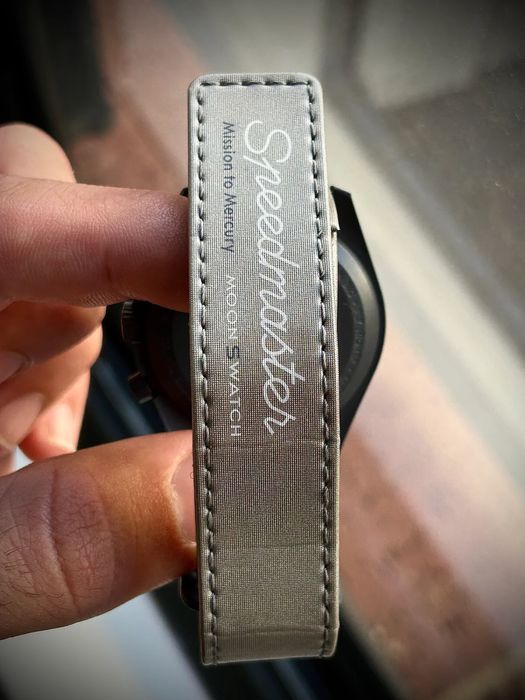 Speedmaster
Mission to Mercury
MOONSWATCH